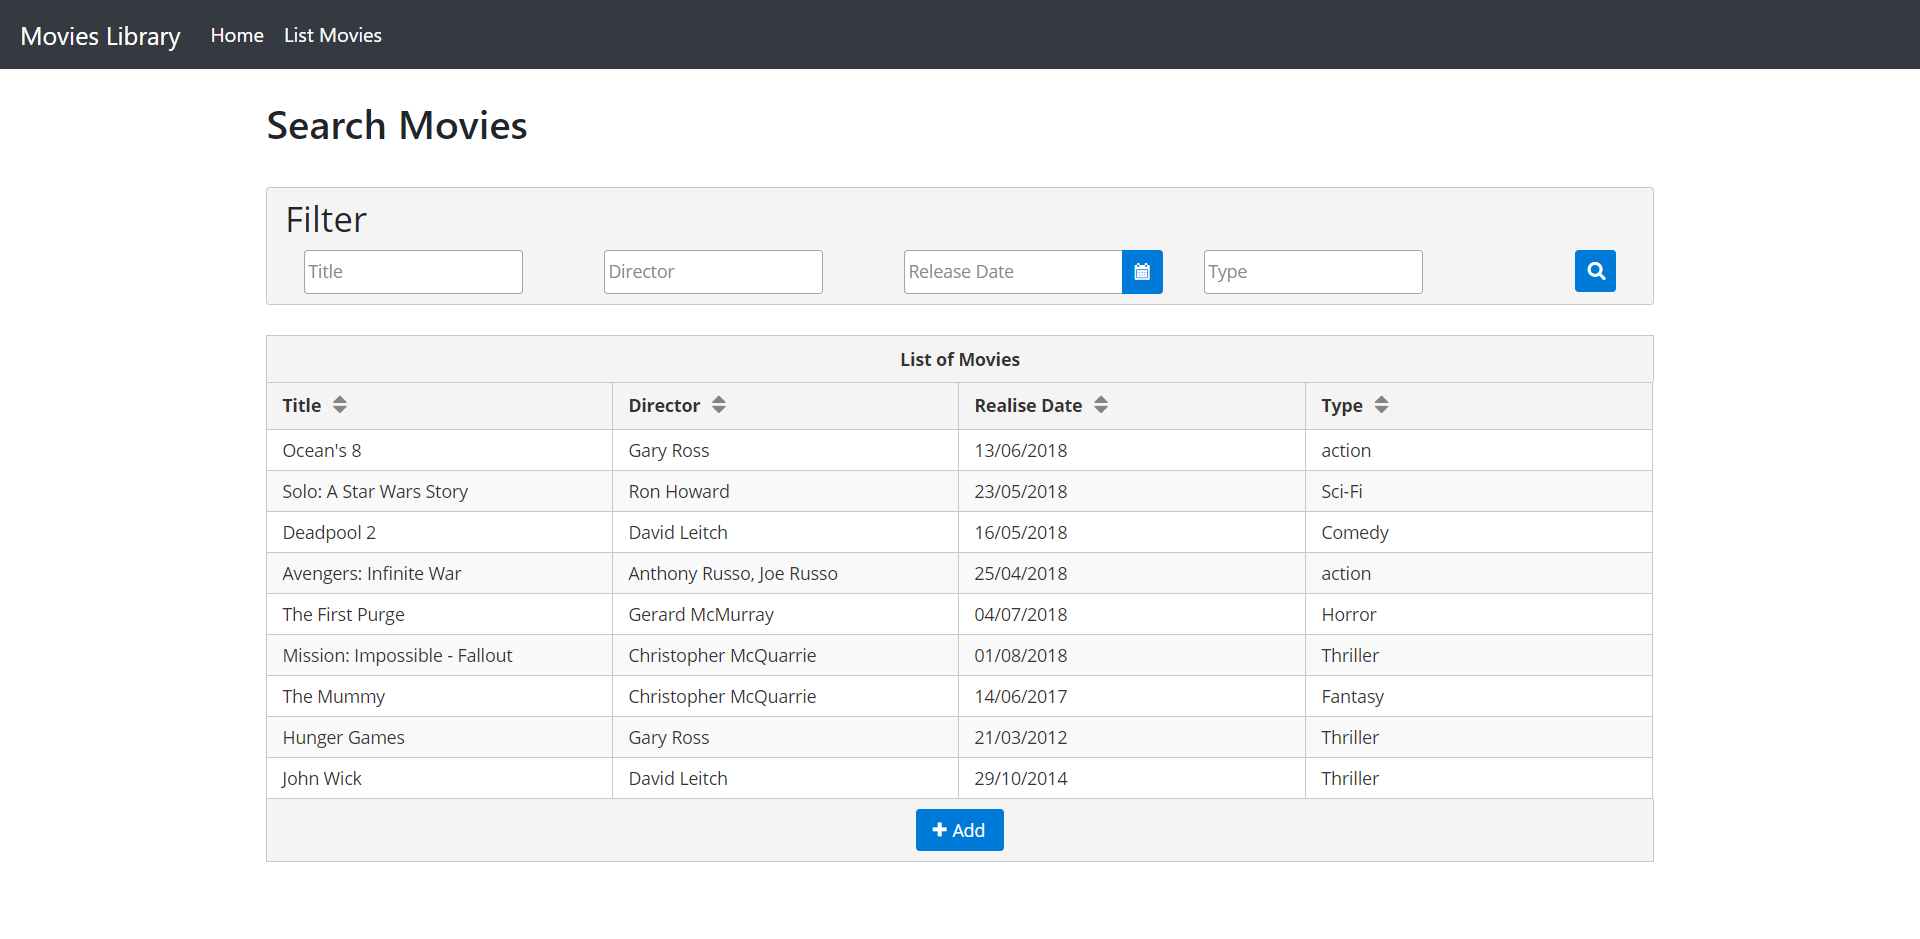 Movies Library Home List Movies
Search Movies
Filter
Title Director Release Date Type
List of Movies
Title Director Realise Date Type
Ocean's 8 Gary Ross 13/06/2018 action
Solo: A Star Wars Story Ron Howard 23/05/2018 Sci-Fi
Deadpool 2 David Leitch 16/05/2018 Comedy
Avengers: Infinite War Anthony Russo, Joe Russo 25/04/2018 action
The First Purge Gerard McMurray 04/07/2018 Horror
Mission: Impossible - Fallout Christopher McQuarrie 01/08/2018 Thriller
The Mummy Christopher McQuarrie 14/06/2017 Fantasy
Hunger Games Gary Ross 21/03/2012 Thriller
John Wick David Leitch 29/10/2014 Thriller
Add